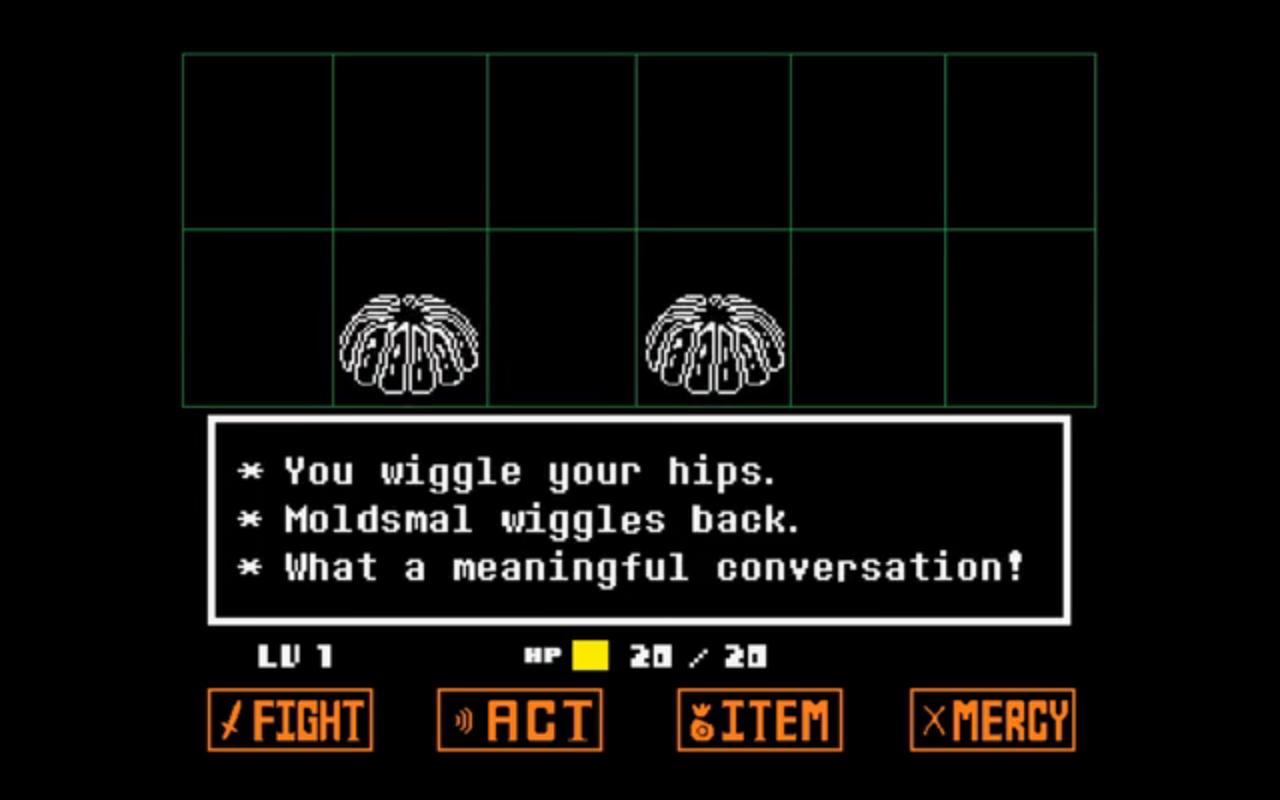 * You wiggle your hips.
* Moldsmal wiggles back.
* What a meaningful conversation!
LV 1 HP 20 / 20
FIGHT ACT ITEM MERCY